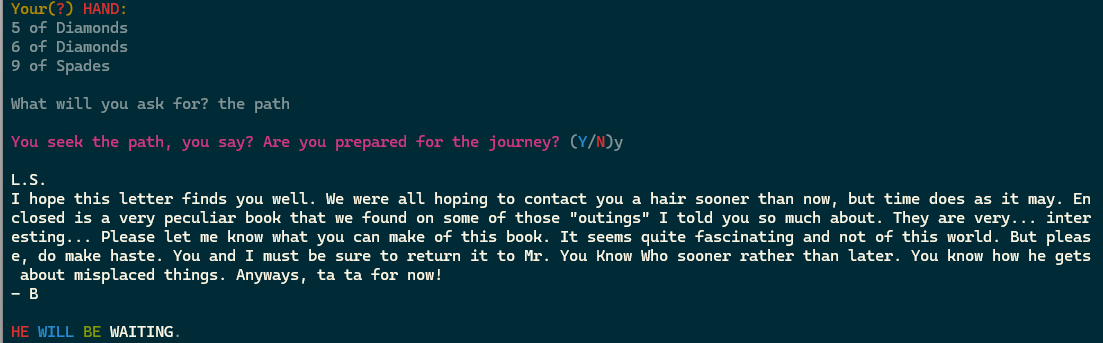 Your(?) HAND:
5 of Diamonds
6 of Diamonds
9 of Spades
What will you ask for? the path
You seek the path, you say? Are you prepared for the journey? (Y/N)y
L.S.
I hope this letter finds you well. We were all hoping to contact you a hair sooner than now, but time does as it may. En
closed is a very peculiar book that we found on some of those "outings" I told you so much about. They are very... inter
esting... Please let me know what you can make of this book. It seems quite fascinating and not of this world. But pleas
e, do make haste. You and I must be sure to return it to Mr. You Know Who sooner rather than later. You know how he gets
 about misplaced things. Anyways, ta ta for now!
— B
HE WILL BE WAITING.